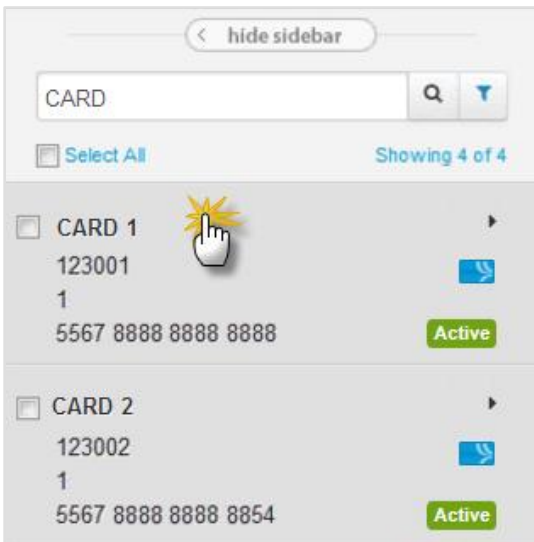 hide sidebar
CARD
Select All Showing 4 of 4
CARD 1
123001
1
5567 8888 8888 8888 Active
CARD 2
123002
1
5567 8888 8888 8854 Active